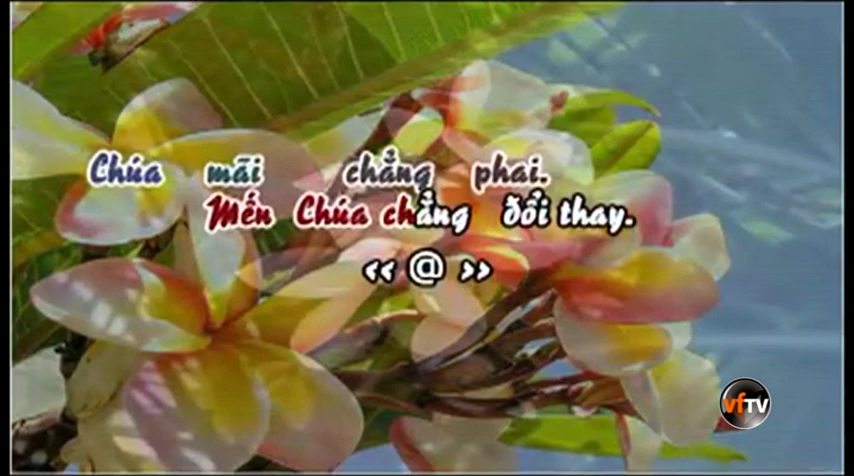 Chúa mãi chẳng phai.
Mến Chúa chẳng đổi thay.
<< @ >>
vfTV